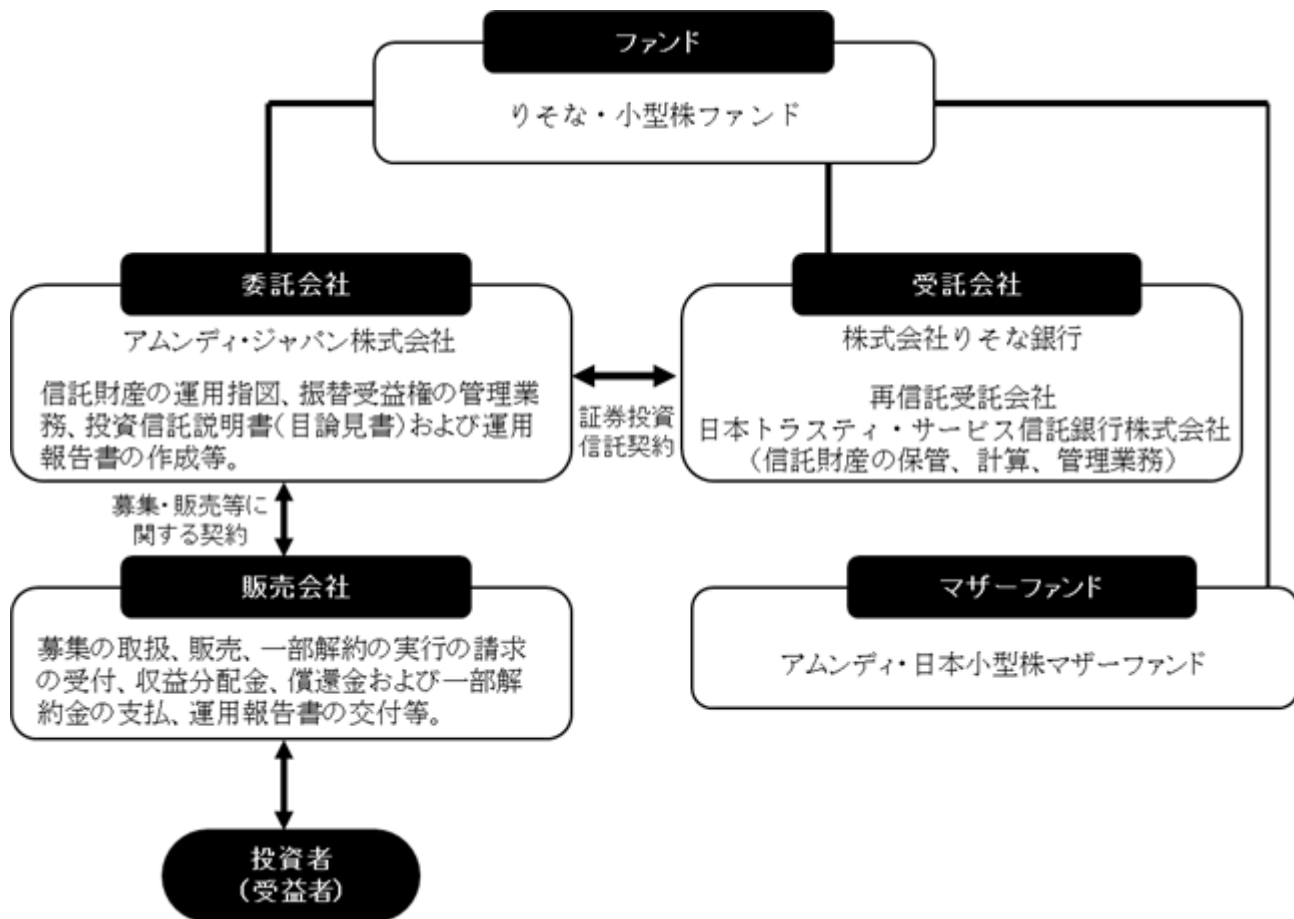 ファンド
りそな・小型株ファンド
委託会社
アムンディ・ジャパン株式会社
信託財産の運用指図、振替受益権の管理業
務、投資信託説明書(目論見書)および運用
報告書の作成等。
証券投資
信託契約
受託会社
株式会社りそな銀行
再信託受託会社
日本トラスティ・サービス信託銀行株式会社
(信託財産の保管、計算、管理業務)
募集・販売等に
関する契約
販売会社
募集の取扱、販売、一部解約の実行の請求
の受付、収益分配金、償還金および一部解
約金の支払、運用報告書の交付等。
マザーファンド
アムンディ・日本小型株マザーファンド
投資者
(受益者)